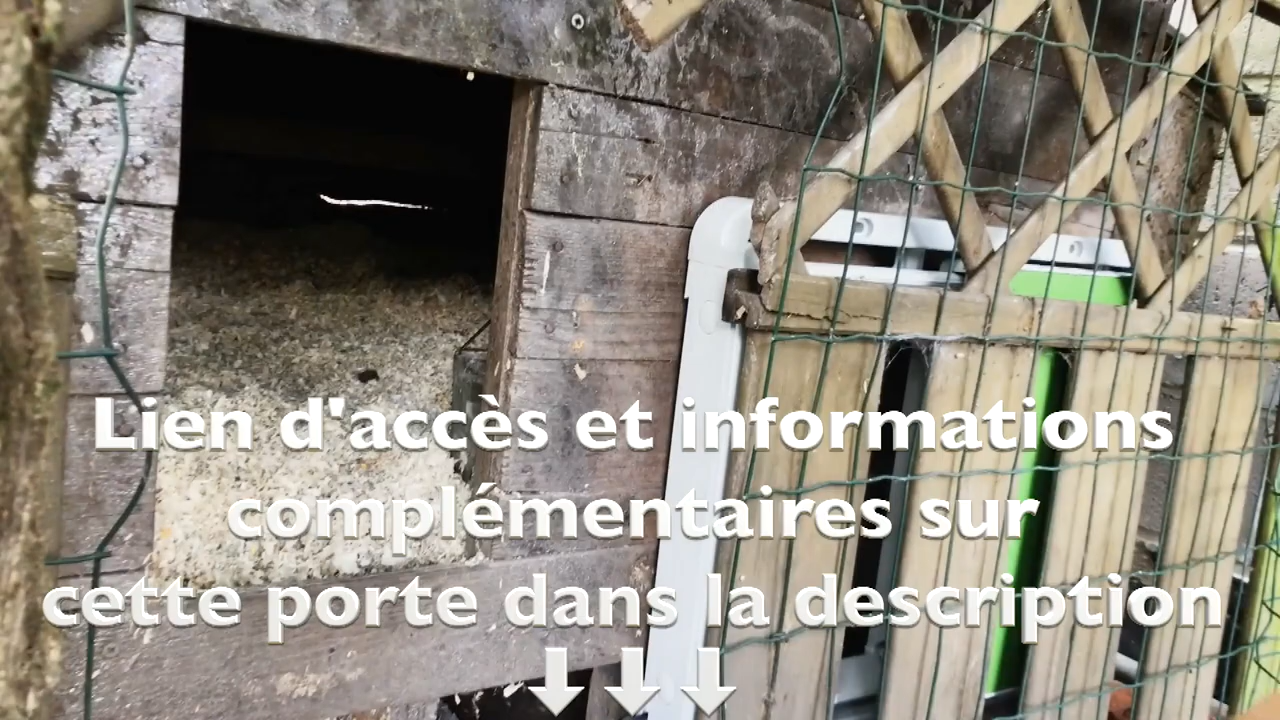 Lien d'accès et informations
complémentaires sur
cette porte dans la description